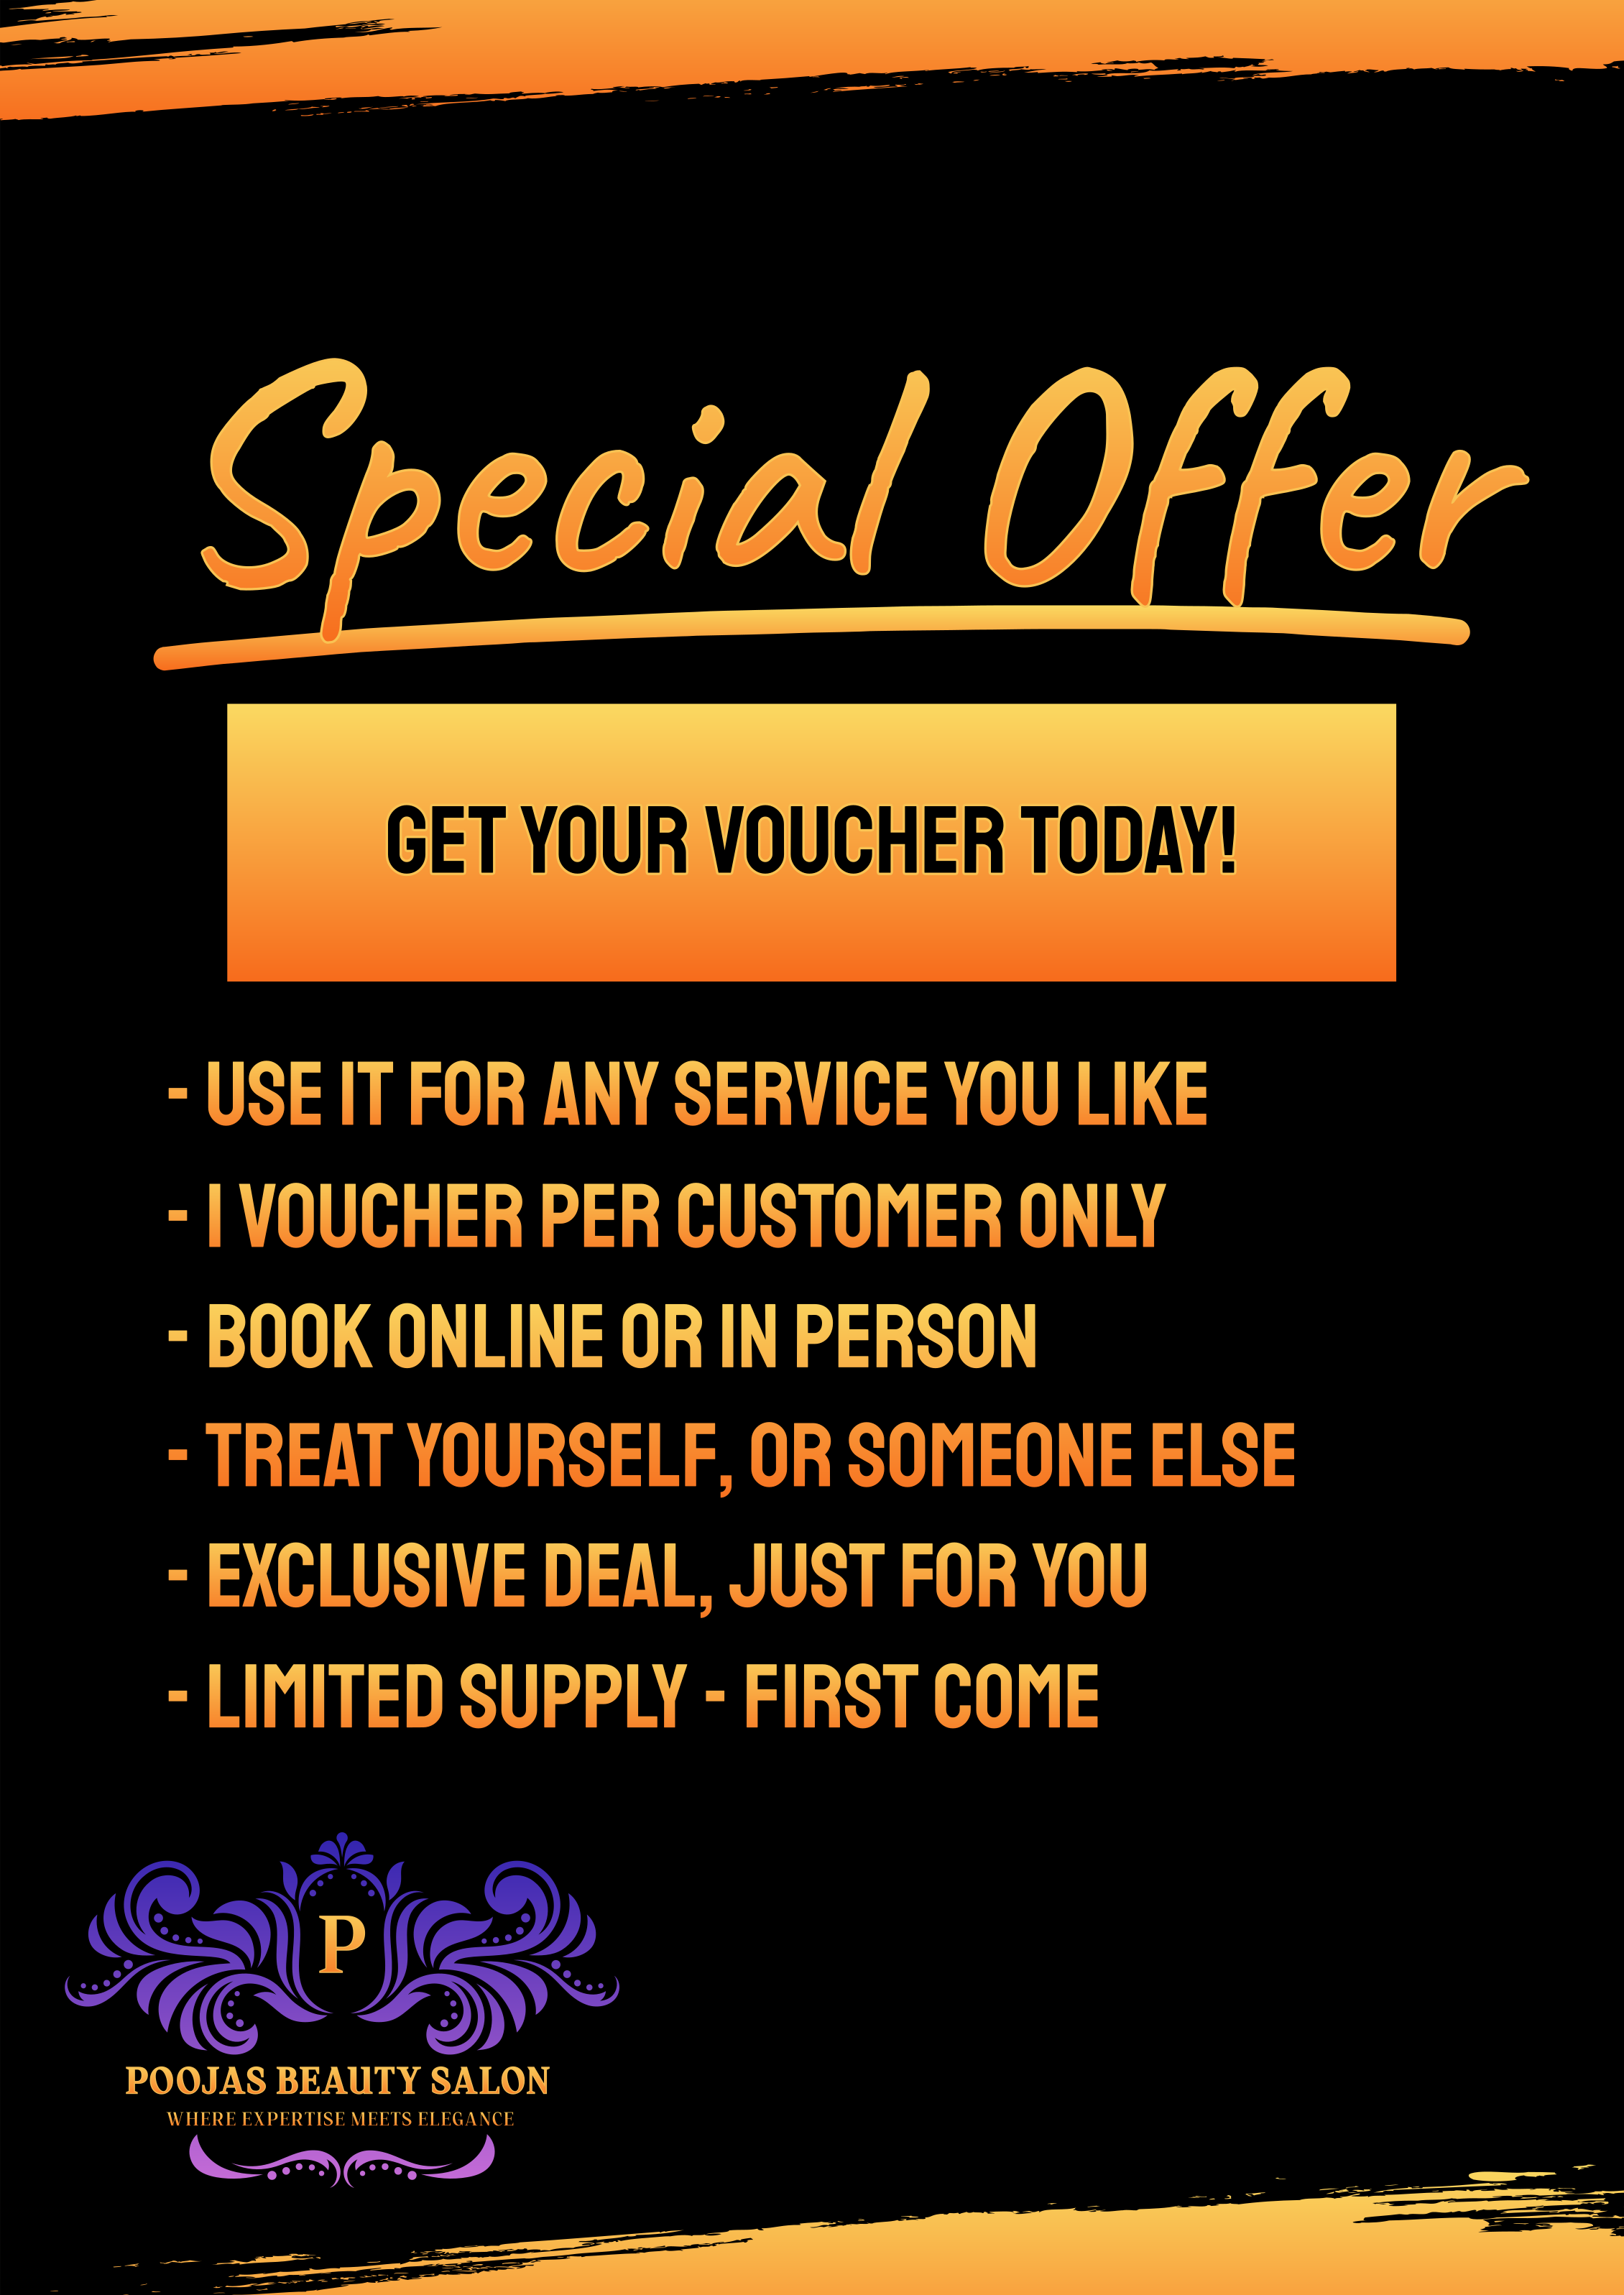 Special Offer
GET YOUR VOUCHER TODAY!
- USE IT FOR ANY SERVICE YOU LIKE
- 1 VOUCHER PER CUSTOMER ONLY
- BOOK ONLINE OR IN PERSON
- TREAT YOURSELF, OR SOMEONE ELSE
- EXCLUSIVE DEAL, JUST FOR YOU
- LIMITED SUPPLY - FIRST COME
P
POOJAS BEAUTY SALON
WHERE EXPERTISE MEETS ELEGANCE